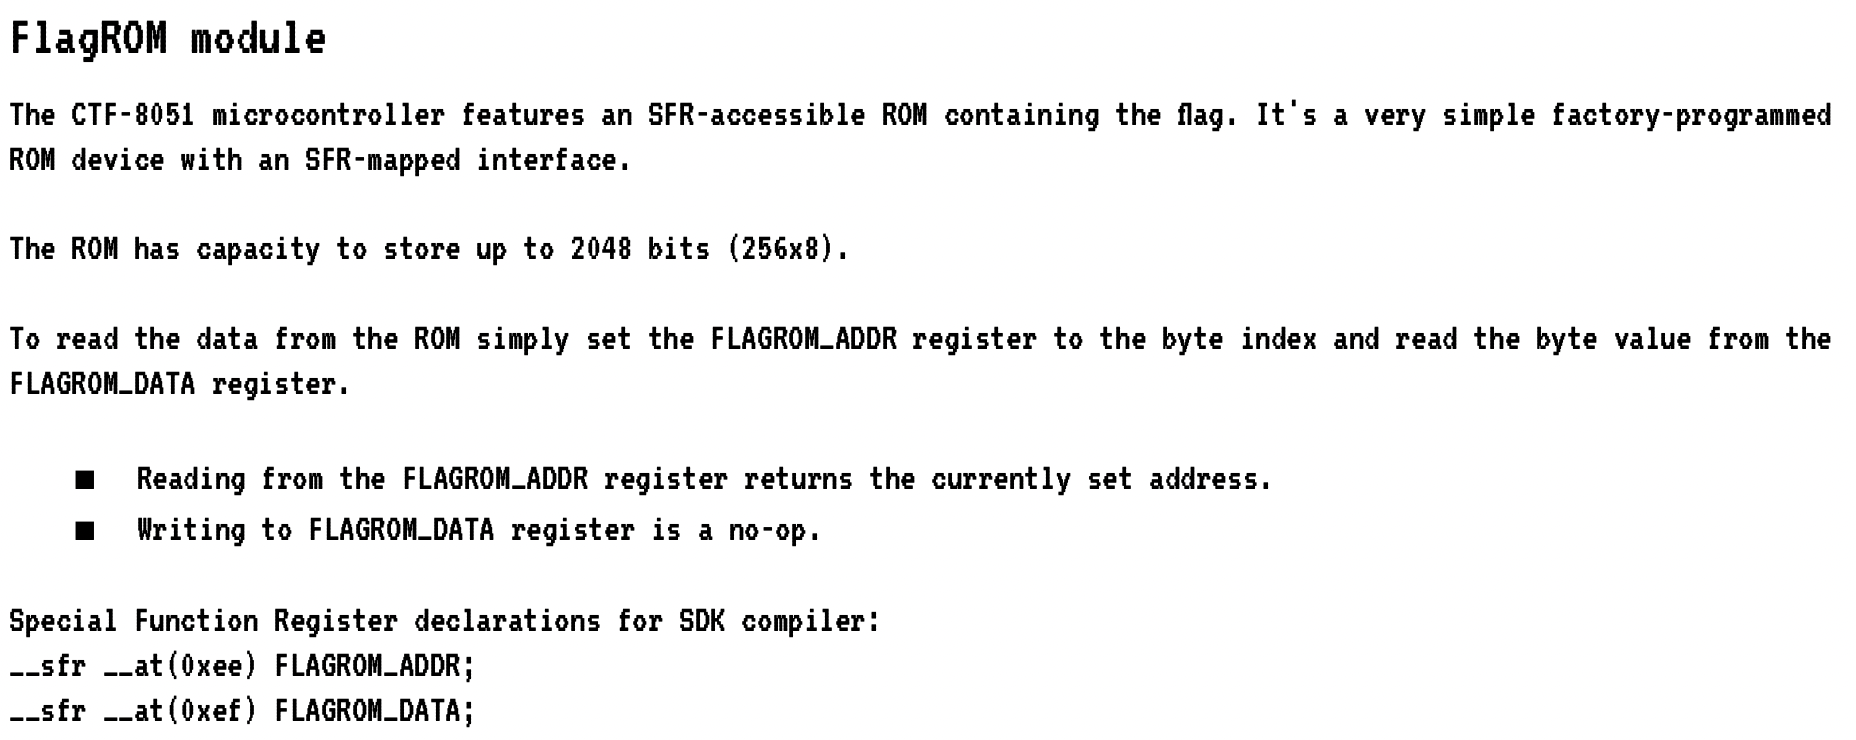 FlagROM module
The CTF-8051 microcontroller features an SFR-accessible ROM containing the flag. It's a very simple factory-programmed
ROM device with an SFR-mapped interface.
The ROM has capacity to store up to 2048 bits (256x8).
To read the data from the ROM simply set the FLAGROM_ADDR register to the byte index and read the byte value from the
FLAGROM_DATA register.
■ Reading from the FLAGROM_ADDR register returns the currently set address.
■ Writing to FLAGROM_DATA register is a no-op.
Special Function Register declarations for SDK compiler:
__sfr __at(0xee) FLAGROM_ADDR;
__sfr __at(0xef) FLAGROM_DATA;